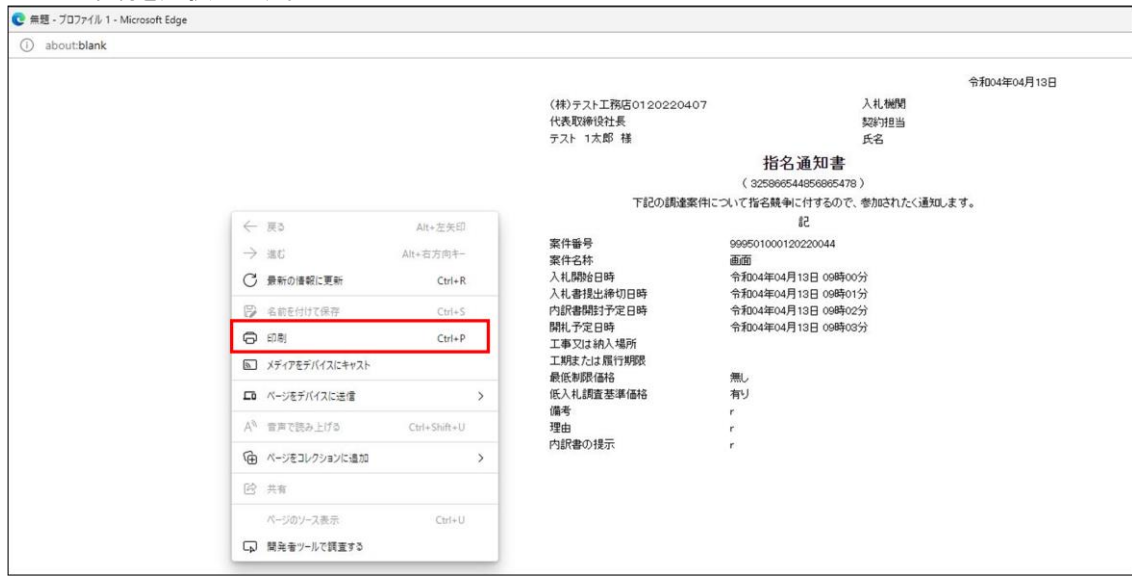 無題 - プロファイル 1 - Microsoft Edge
about:blank
令和04年04月13日
(株)テスト工務店0120220407 入札機関
代表取締役社長 契約担当
テスト 1太郎 様 氏名
指名通知書
( 325866544856865478 )
下記の調達案件について指名競争に付するので、参加されたく通知します。
記
案件番号 999501000120220044
案件名称 画面
入札開始日時 令和04年04月13日 09時00分
入札書提出締切日時 令和04年04月13日 09時01分
内訳書開封予定日時 令和04年04月13日 09時02分
開札予定日時 令和04年04月13日 09時03分
工事又は納入場所
工期または履行期限
最低制限価格 無し
低入札調査基準価格 有り
備考 r
理由 r
内訳書の提示 r
戻る Alt+左矢印
進む Alt+右方向キー
最新の情報に更新 Ctrl+R
名前を付けて保存 Ctrl+S
印刷 Ctrl+P
メディアをデバイスにキャスト
ページをデバイスに送信
音声で読み上げる Ctrl+Shift+U
ページをコレクションに追加
共有
ページのソース表示 Ctrl+U
開発者ツールで調査する